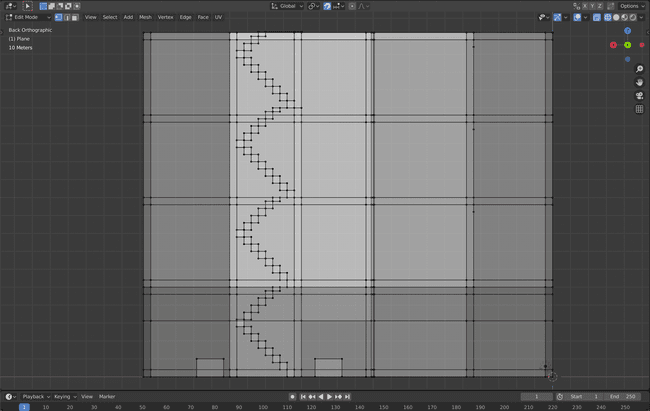 Global
Options
Edit Mode View Select Add Mesh Vertex Edge Face UV
X Y Z
Back Orthographic
(1) Plane
10 Meters
Playback Keying View Marker
1 Start 1 End 250
1 10 20 30 40 50 60 70 80 90 100 110 120 130 140 150 160 170 180 190 200 210 220 230 240 250